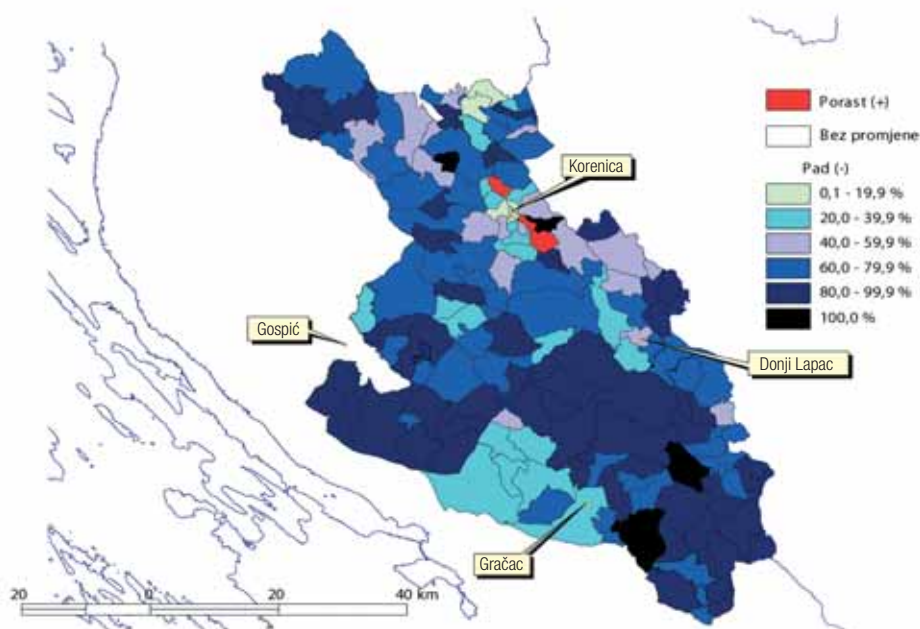 Porast (+)
Bez promjene
Pad (-)
0,1 - 19,9 %
20,0 - 39,9 %
40,0 - 59,9 %
60,0 - 79,9 %
80,0 - 99,9 %
100,0 %
Korenica
Gospić
Donji Lapac
Gračac
20 0 20 40 km